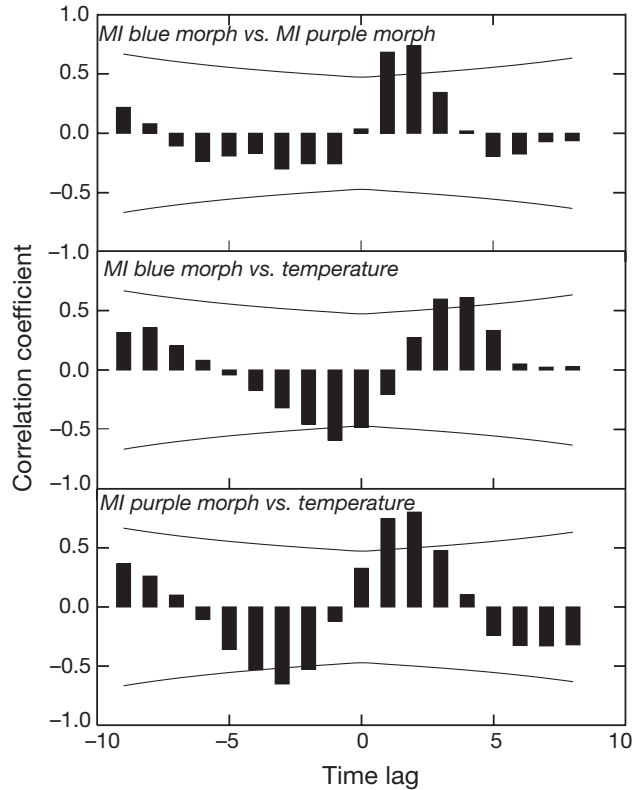 1.0
MI blue morph vs. MI purple morph
0.5
0.0
−0.5
−1.0
MI blue morph vs. temperature
0.5
0.0
−0.5
−1.0
MI purple morph vs. temperature
0.5
0.0
−0.5
−1.0
−10 −5 0 5 10
Correlation coefficient
Time lag